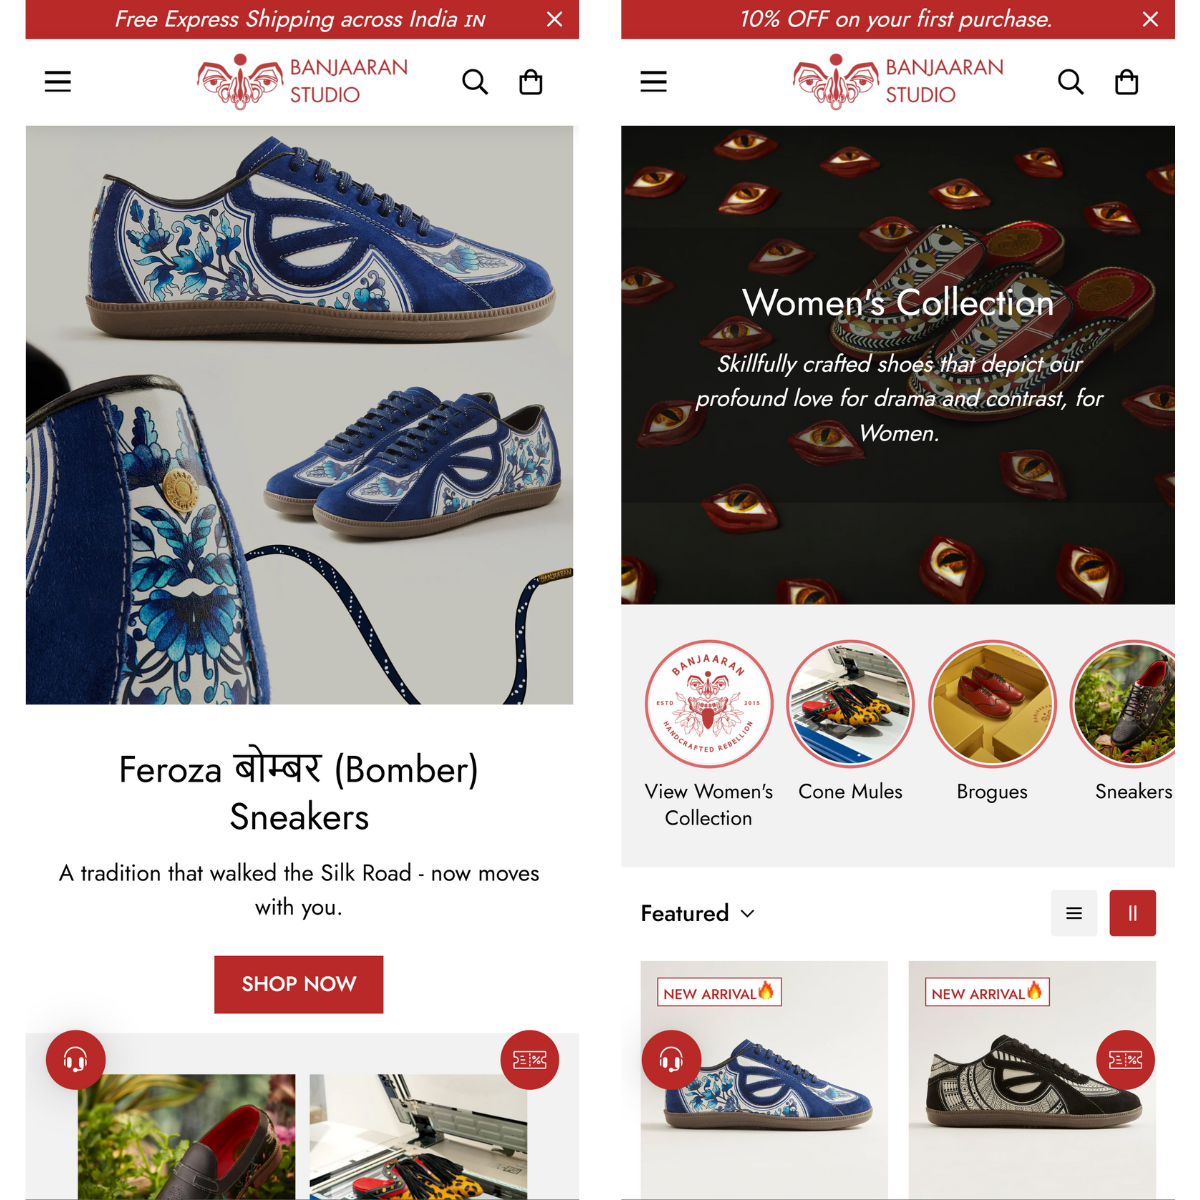 Free Express Shipping across India IN
BANJAARAN
STUDIO
Feroza बोम्बर (Bomber)
Sneakers
A tradition that walked the Silk Road - now moves
with you.
SHOP NOW
10% OFF on your first purchase.
BANJAARAN
STUDIO
Women's Collection
Skillfully crafted shoes that depict our
profound love for drama and contrast, for
Women.
BANJAARAN
ESTD 2015
HANDCRAFTED REBELLION
View Women's
Collection
Cone Mules
Brogues
Sneakers
Featured
NEW ARRIVAL🔥
NEW ARRIVAL🔥